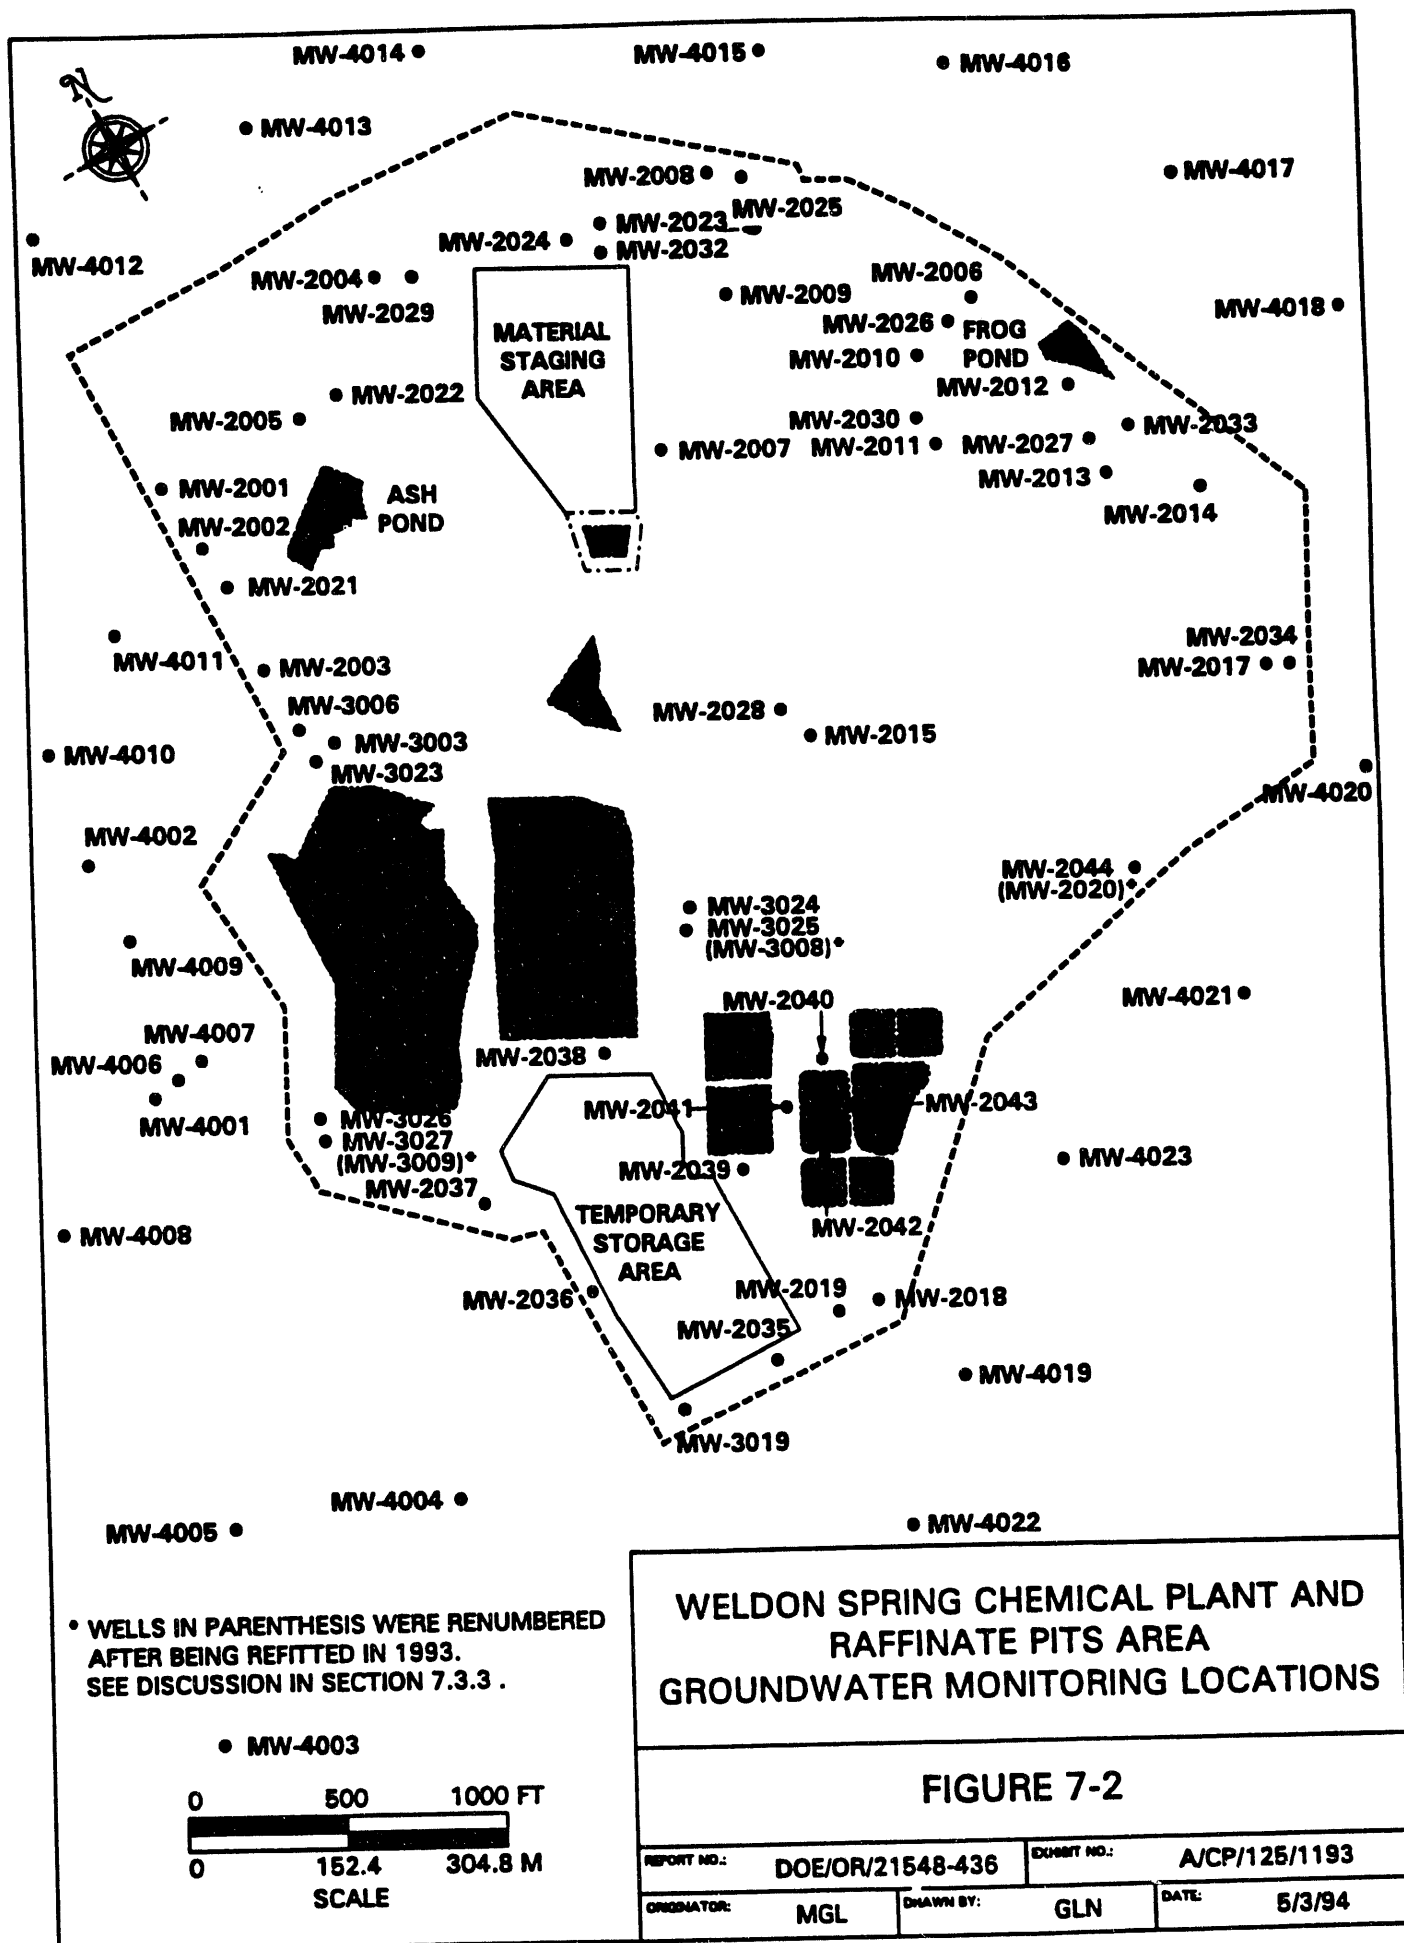 MW-4014
MW-4015
MW-4016
N
MW-4013
MW-2008
MW-4017
MW-2025
MW-2023
MW-2024
MW-2032
MW-4012
MW-2004
MW-2006
MW-2029
MW-2009
MW-4018
MW-2026
FROG
POND
MATERIAL
STAGING
AREA
MW-2010
MW-2012
MW-2022
MW-2005
MW-2030
MW-2033
MW-2007
MW-2011
MW-2027
MW-2013
MW-2001
ASH
POND
MW-2014
MW-2002
MW-2021
MW-2034
MW-4011
MW-2003
MW-2017
MW-3006
MW-2028
MW-2015
MW-4010
MW-3003
MW-3023
MW-4020
MW-4002
MW-2044
(MW-2020)*
MW-3024
MW-3025
(MW-3008)*
MW-4009
MW-4021
MW-2040
MW-4007
MW-4006
MW-2038
MW-2041
MW-2043
MW-4001
MW-3026
MW-3027
(MW-3009)*
MW-4023
MW-2039
MW-2037
TEMPORARY
STORAGE
AREA
MW-2042
MW-4008
MW-2019
MW-2036
MW-2018
MW-2035
MW-4019
MW-3019
MW-4004
MW-4005
MW-4022
* WELLS IN PARENTHESIS WERE RENUMBERED
AFTER BEING REFITTED IN 1993.
SEE DISCUSSION IN SECTION 7.3.3 .
MW-4003
0 500 1000 FT
0 152.4 304.8 M
SCALE
WELDON SPRING CHEMICAL PLANT AND
RAFFINATE PITS AREA
GROUNDWATER MONITORING LOCATIONS
FIGURE 7-2
REPORT NO.: DOE/OR/21548-436 EXHIBIT NO.: A/CP/125/1193
ORIGINATOR: MGL DRAWN BY: GLN DATE: 5/3/94